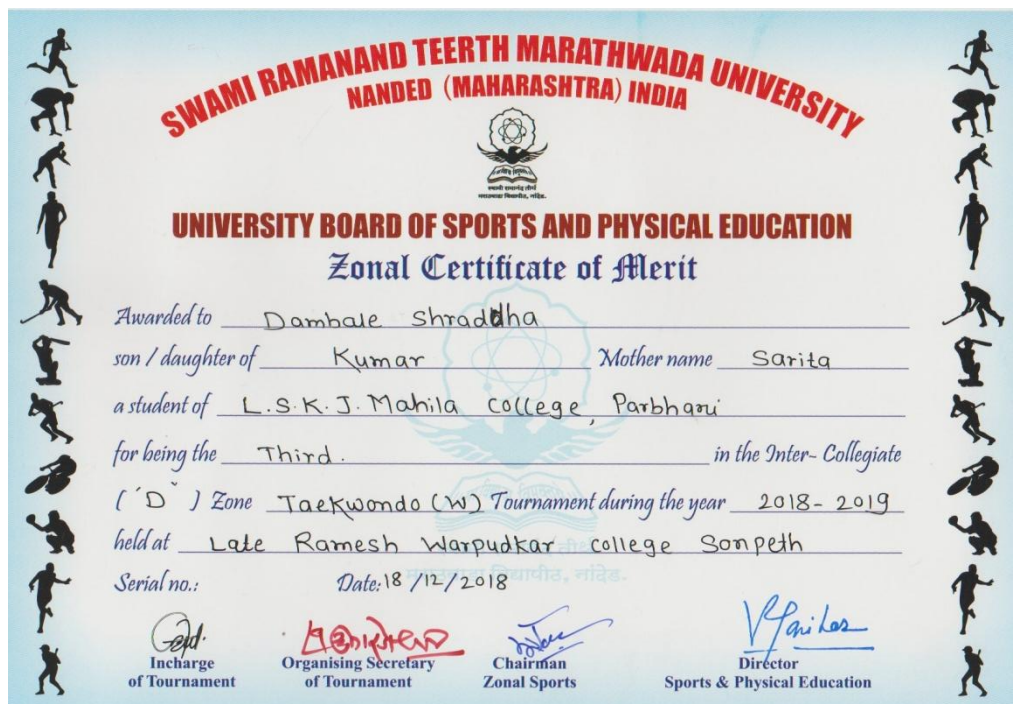 SWAMI RAMANAND TEERTH MARATHWADA UNIVERSITY
NANDED (MAHARASHTRA) INDIA
स्वामी रामानंद तीर्थ
मराठवाडा विद्यापीठ, नांदेड.
UNIVERSITY BOARD OF SPORTS AND PHYSICAL EDUCATION
Zonal Certificate of Merit
Awarded to Dambale Shraddha
son / daughter of Kumar Mother name Sarita
a student of L.S.K.J. Mahila college, Parbhani
for being the Third. in the Inter- Collegiate
( 'D' ) Zone Taekwondo (W) Tournament during the year 2018- 2019
held at Late Ramesh Warpudkar college Sonpeth
Serial no.: Date: 18/12/2018
Incharge
of Tournament
Organising Secretary
of Tournament
Chairman
Zonal Sports
Director
Sports & Physical Education